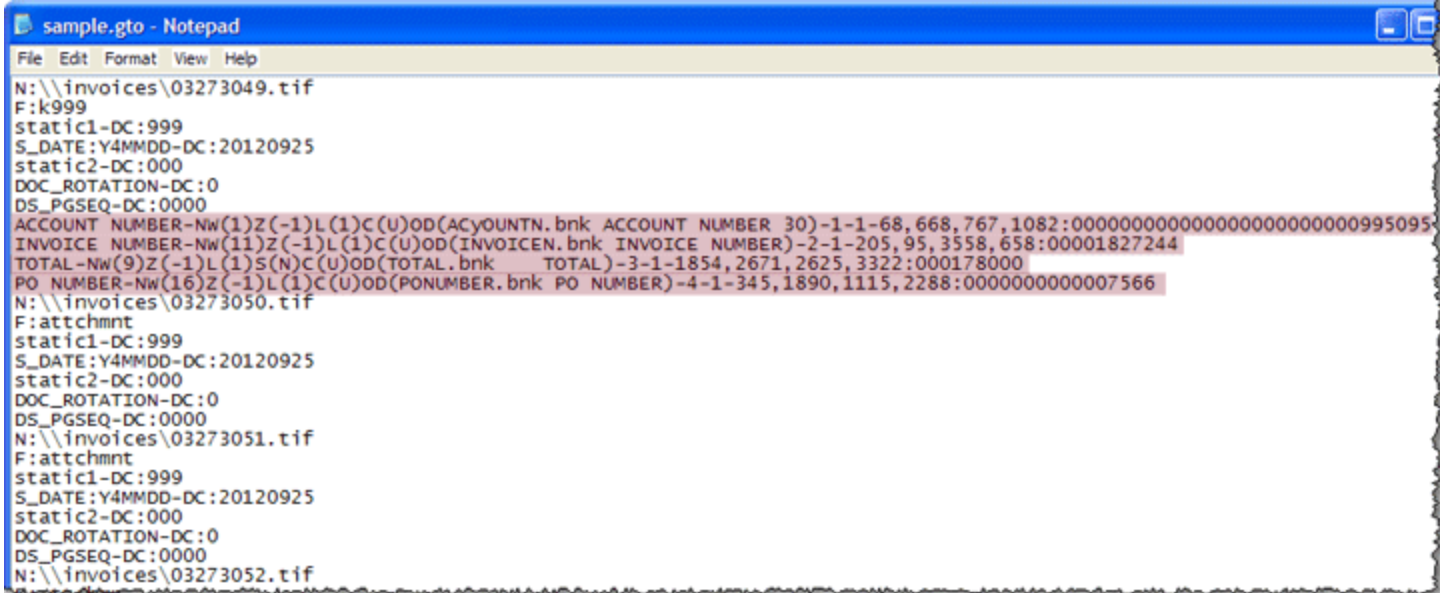 sample.gto - Notepad
File Edit Format View Help
N:\\invoices\03273049.tif
F:k999
static1-DC:999
S_DATE:Y4MMDD-DC:20120925
static2-DC:000
DOC_ROTATION-DC:0
DS_PGSEQ-DC:0000
ACCOUNT NUMBER-NW(1)Z(-1)L(1)C(U)OD(ACyOUNTN.bnk ACCOUNT NUMBER 30)-1-1-68,668,767,1082:000000000000000000000000995095
INVOICE NUMBER-NW(11)Z(-1)L(1)C(U)OD(INVOICEN.bnk INVOICE NUMBER)-2-1-205,95,3558,658:00001827244
TOTAL-NW(9)Z(-1)L(1)S(N)C(U)OD(TOTAL.bnk    TOTAL)-3-1-1854,2671,2625,3322:000178000
PO NUMBER-NW(16)Z(-1)L(1)C(U)OD(PONUMBER.bnk PO NUMBER)-4-1-345,1890,1115,2288:0000000000007566
N:\\invoices\03273050.tif
F:attchmnt
static1-DC:999
S_DATE:Y4MMDD-DC:20120925
static2-DC:000
DOC_ROTATION-DC:0
DS_PGSEQ-DC:0000
N:\\invoices\03273051.tif
F:attchmnt
static1-DC:999
S_DATE:Y4MMDD-DC:20120925
static2-DC:000
DOC_ROTATION-DC:0
DS_PGSEQ-DC:0000
N:\\invoices\03273052.tif